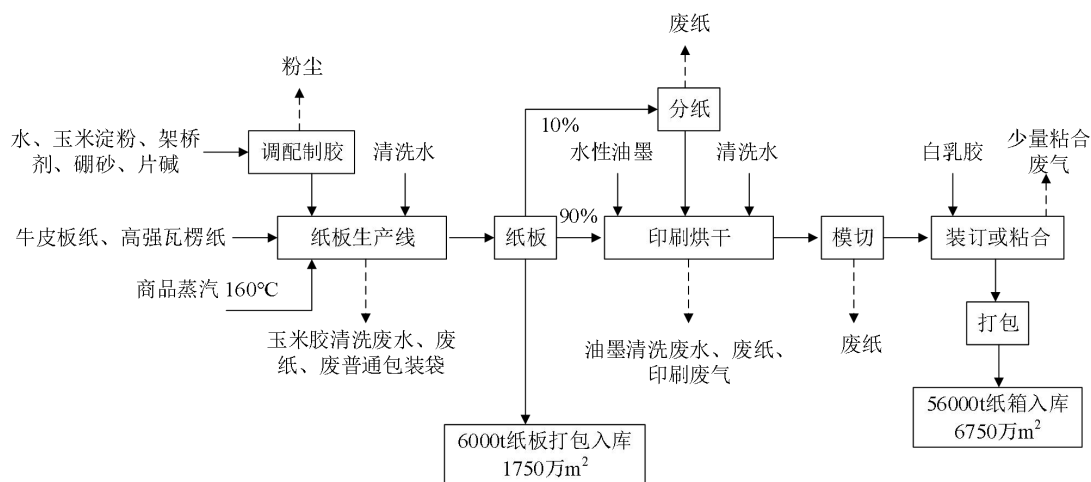 废纸
粉尘
分纸
10%
水、玉米淀粉、架桥
剂、硼砂、片碱
调配制胶
清洗水
水性油墨
清洗水
白乳胶
少量粘合
废气
牛皮板纸、高强瓦楞纸
纸板生产线
纸板
90%
印刷烘干
模切
装订或粘合
商品蒸汽 160℃
打包
玉米胶清洗废水、废
纸、废普通包装袋
油墨清洗废水、废纸、
印刷废气
废纸
56000t纸箱入库
6750万m²
6000t纸板打包入库
1750万m²